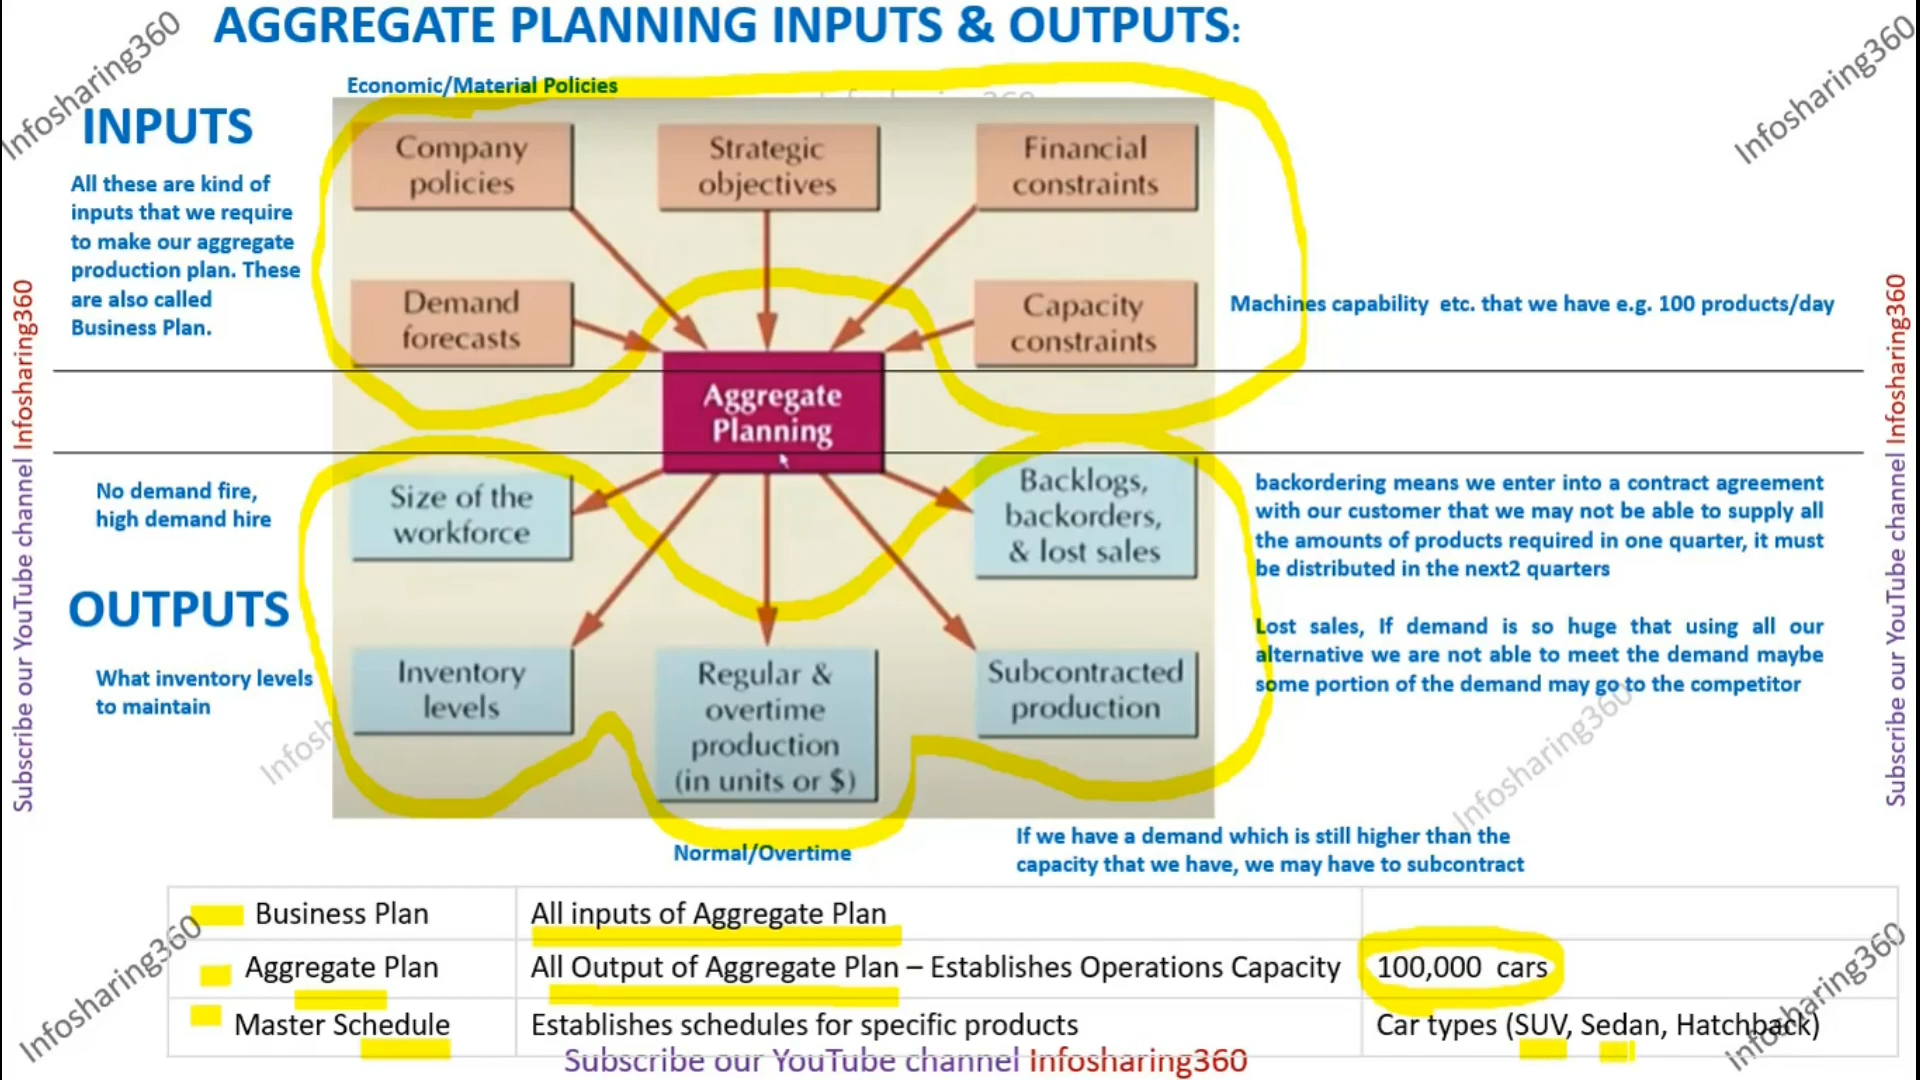 AGGREGATE PLANNING INPUTS & OUTPUTS:
Infosharing360
Infosharing360
Economic/Material Policies
Infosharing360
INPUTS
All these are kind of
inputs that we require
to make our aggregate
production plan. These
are also called
Business Plan.
Company
policies
Strategic
objectives
Financial
constraints
Demand
forecasts
Capacity
constraints
Machines capability etc. that we have e.g. 100 products/day
Aggregate
Planning
Subscribe our YouTube channel Infosharing360
Subscribe our YouTube channel Infosharing360
No demand fire,
high demand hire
Size of the
workforce
Backlogs,
backorders,
& lost sales
backordering means we enter into a contract agreement
with our customer that we may not be able to supply all
the amounts of products required in one quarter, it must
be distributed in the next2 quarters
OUTPUTS
Lost sales, If demand is so huge that using all our
alternative we are not able to meet the demand maybe
some portion of the demand may go to the competitor
What inventory levels
to maintain
Inventory
levels
Regular &
overtime
production
(in units or $)
Subcontracted
production
Infosh
Infosharing360
Normal/Overtime
If we have a demand which is still higher than the
capacity that we have, we may have to subcontract
Business Plan All inputs of Aggregate Plan
Aggregate Plan All Output of Aggregate Plan – Establishes Operations Capacity 100,000 cars
Master Schedule Establishes schedules for specific products Car types (SUV, Sedan, Hatchback)
Infosharing360
Infosharing360
Subscribe our YouTube channel Infosharing360